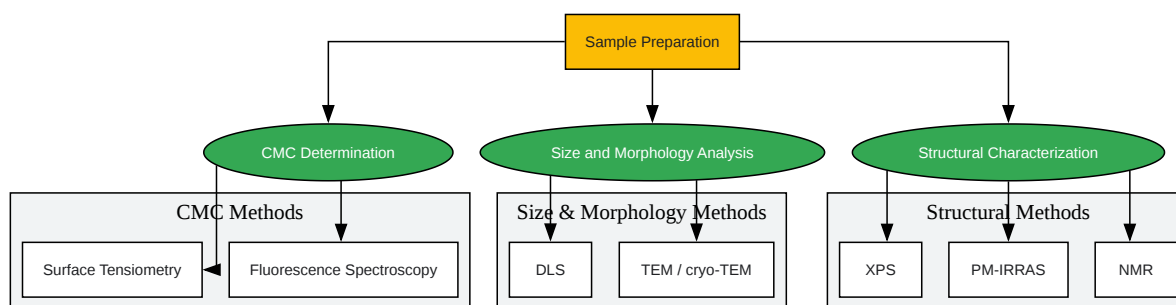 Sample Preparation
CMC Determination
Size and Morphology Analysis
Structural Characterization
CMC Methods
Size & Morphology Methods
Structural Methods
Surface Tensiometry
Fluorescence Spectroscopy
DLS
TEM / cryo-TEM
XPS
PM-IRRAS
NMR